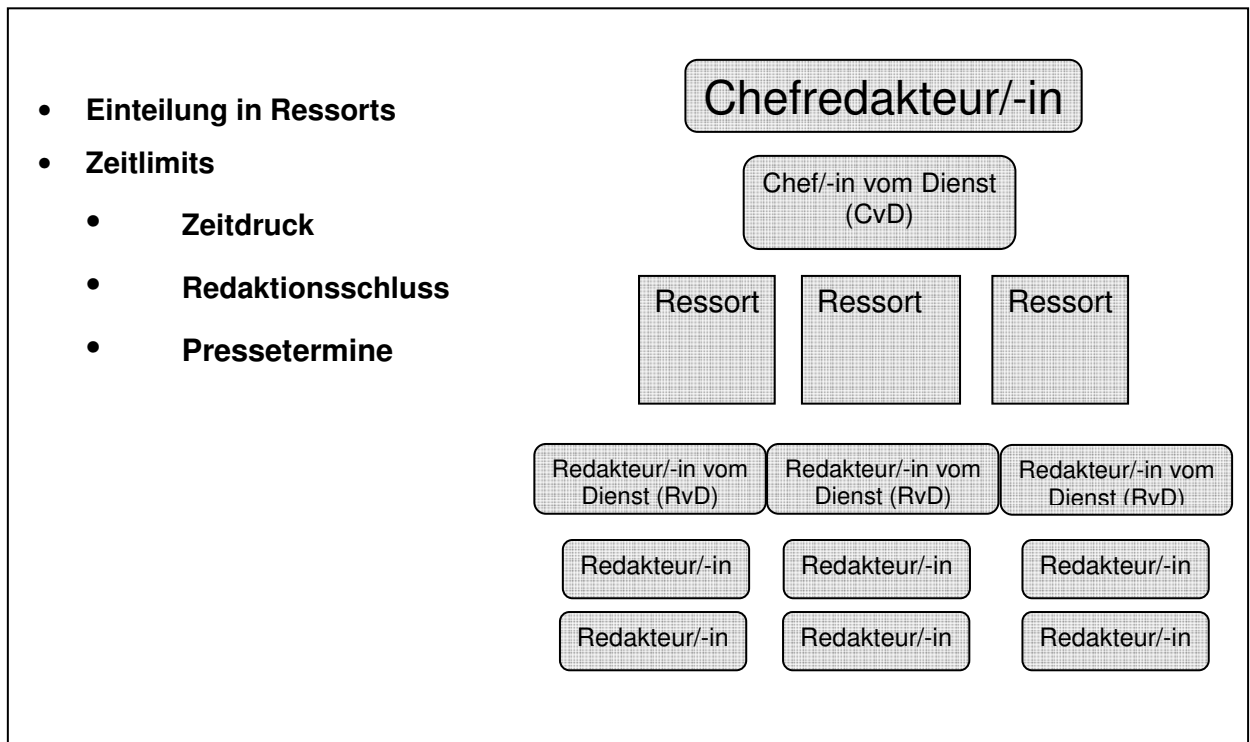 • Einteilung in Ressorts
• Zeitlimits
• Zeitdruck
• Redaktionsschluss
• Pressetermine
Chefredakteur/-in
Chef/-in vom Dienst
(CvD)
Ressort
Ressort
Ressort
Redakteur/-in vom
Dienst (RvD)
Redakteur/-in vom
Dienst (RvD)
Redakteur/-in vom
Dienst (RvD)
Redakteur/-in
Redakteur/-in
Redakteur/-in
Redakteur/-in
Redakteur/-in
Redakteur/-in